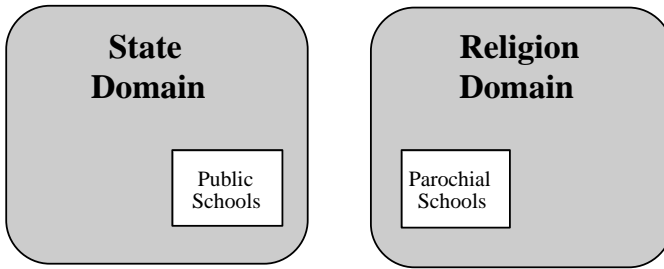 State
Domain
Public
Schools
Religion
Domain
Parochial
Schools